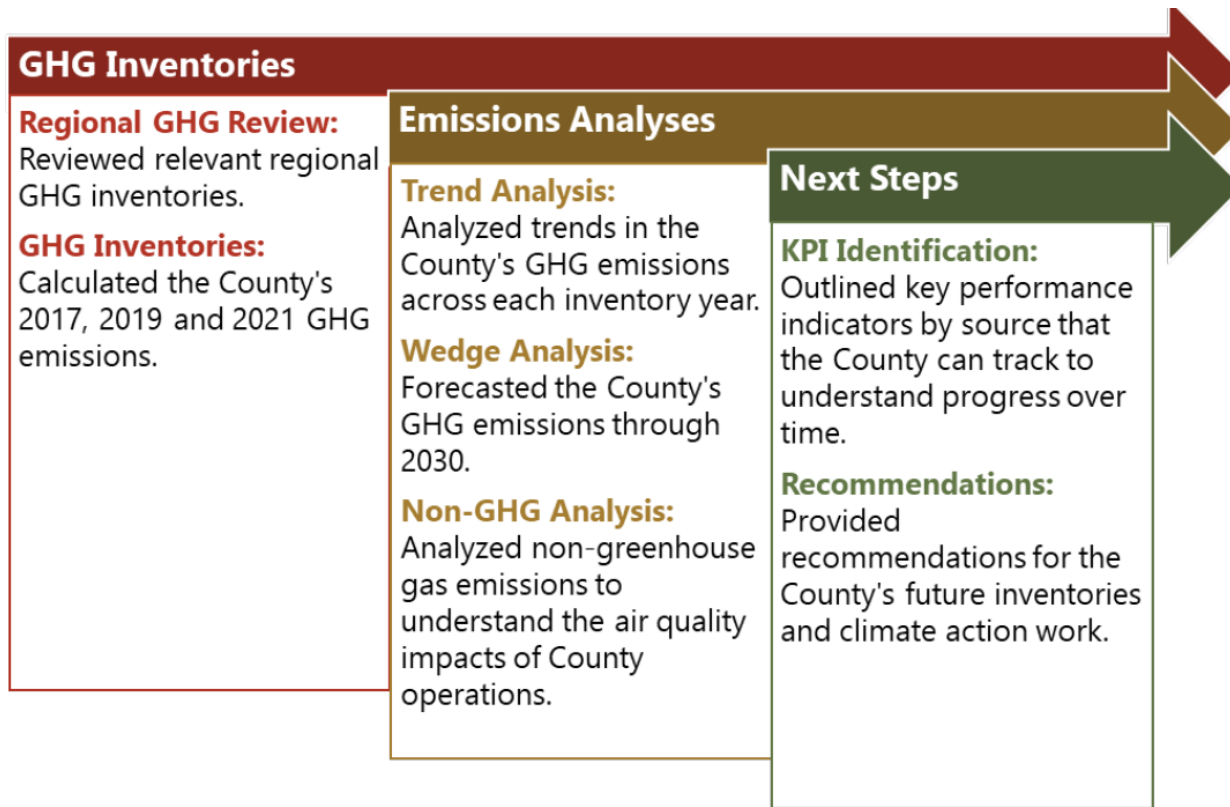 GHG Inventories
Regional GHG Review:
Reviewed relevant regional
GHG inventories.
GHG Inventories:
Calculated the County's
2017, 2019 and 2021 GHG
emissions.
Emissions Analyses
Trend Analysis:
Analyzed trends in the
County's GHG emissions
across each inventory year.
Wedge Analysis:
Forecasted the County's
GHG emissions through
2030.
Non-GHG Analysis:
Analyzed non-greenhouse
gas emissions to
understand the air quality
impacts of County
operations.
Next Steps
KPI Identification:
Outlined key performance
indicators by source that
the County can track to
understand progress over
time.
Recommendations:
Provided
recommendations for the
County's future inventories
and climate action work.